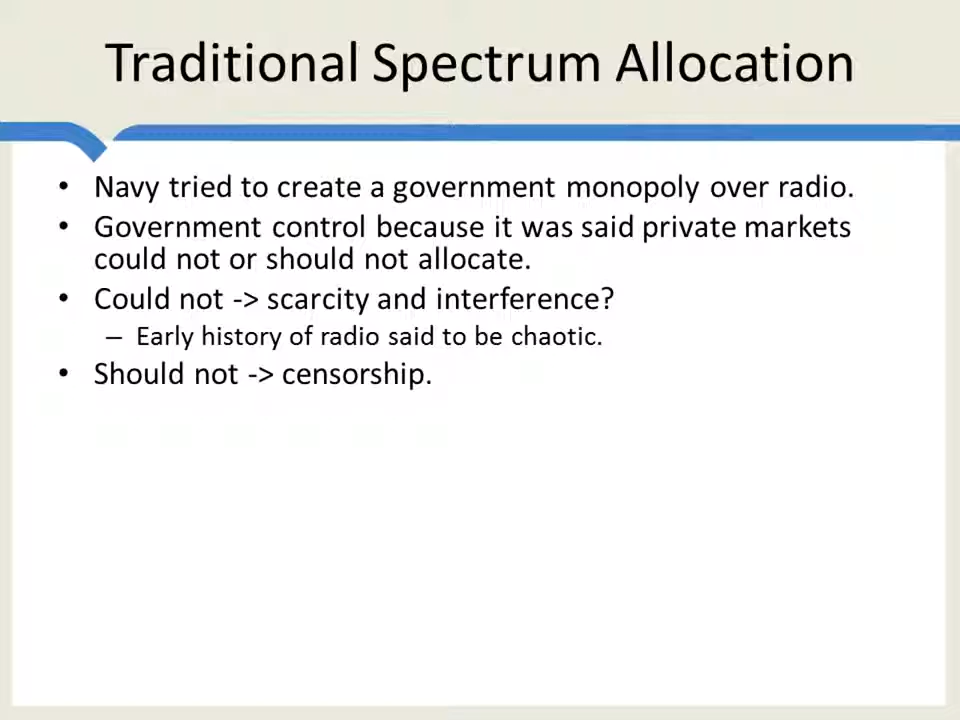 Traditional Spectrum Allocation
• Navy tried to create a government monopoly over radio.
• Government control because it was said private markets
could not or should not allocate.
• Could not -> scarcity and interference?
– Early history of radio said to be chaotic.
• Should not -> censorship.